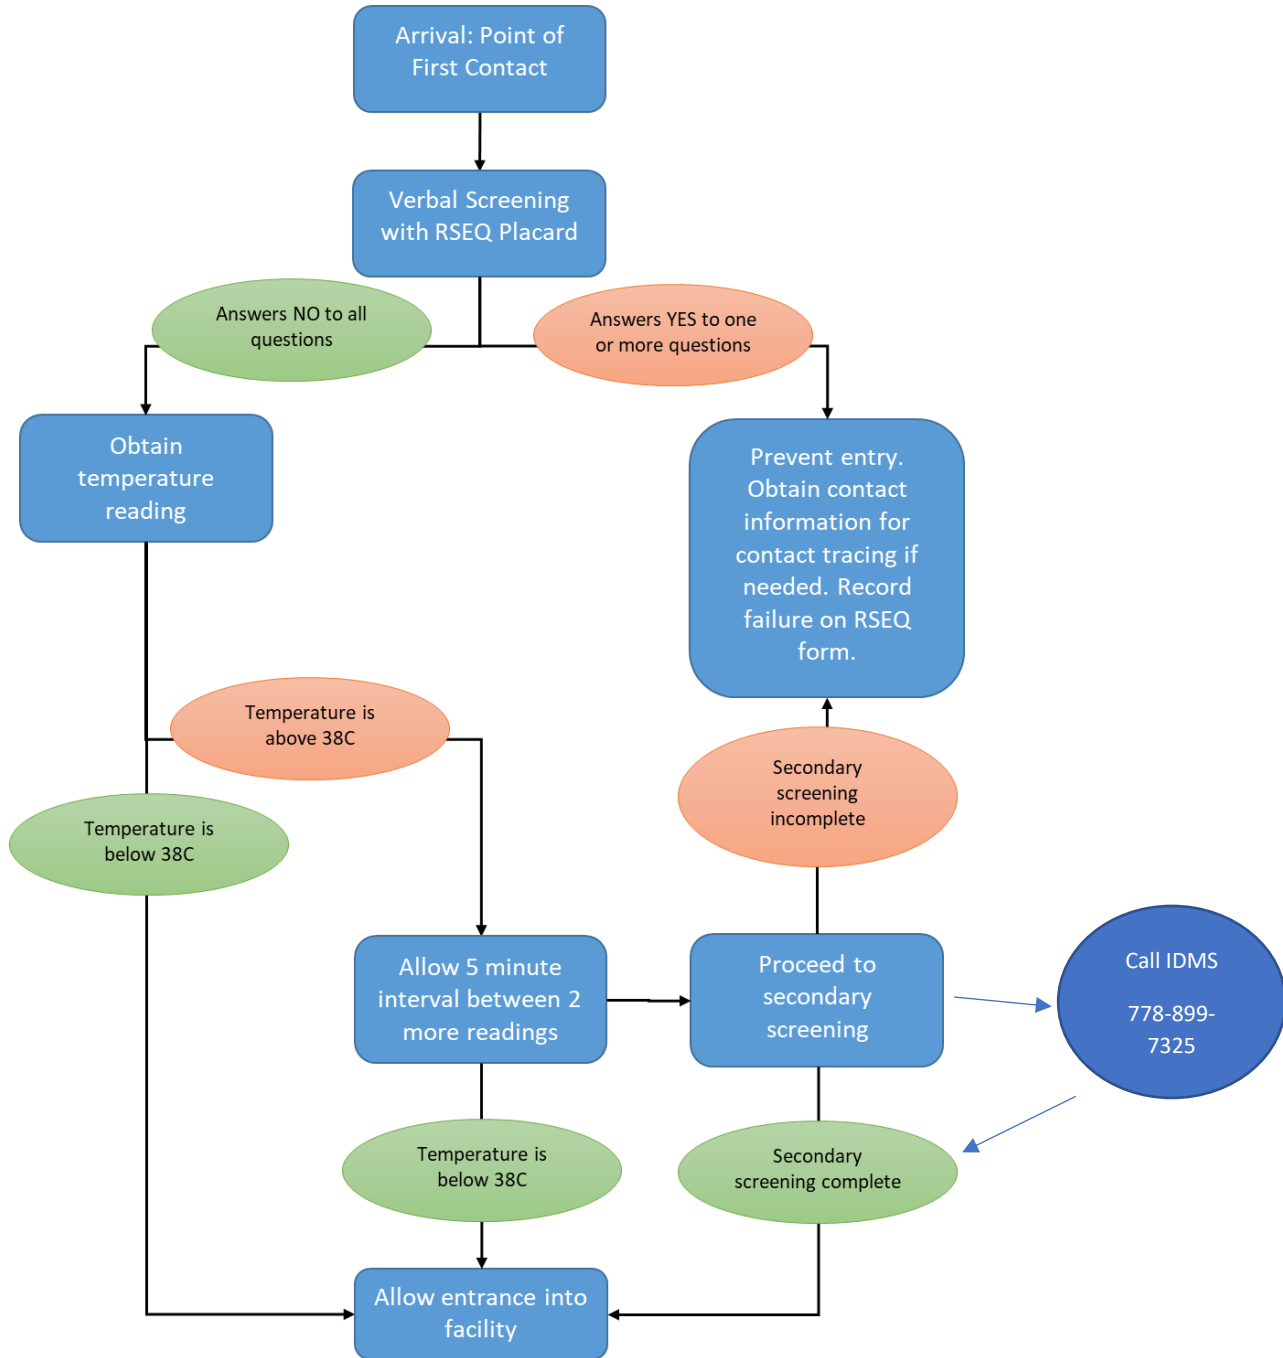 Arrival: Point of
First Contact
Verbal Screening
with RSEQ Placard
Answers NO to all
questions
Answers YES to one
or more questions
Obtain
temperature
reading
Prevent entry.
Obtain contact
information for
contact tracing if
needed. Record
failure on RSEQ
form.
Temperature is
above 38C
Secondary
screening
incomplete
Temperature is
below 38C
Allow 5 minute
interval between 2
more readings
Proceed to
secondary
screening
Call IDMS
778-899-
7325
Temperature is
below 38C
Secondary
screening complete
Allow entrance into
facility